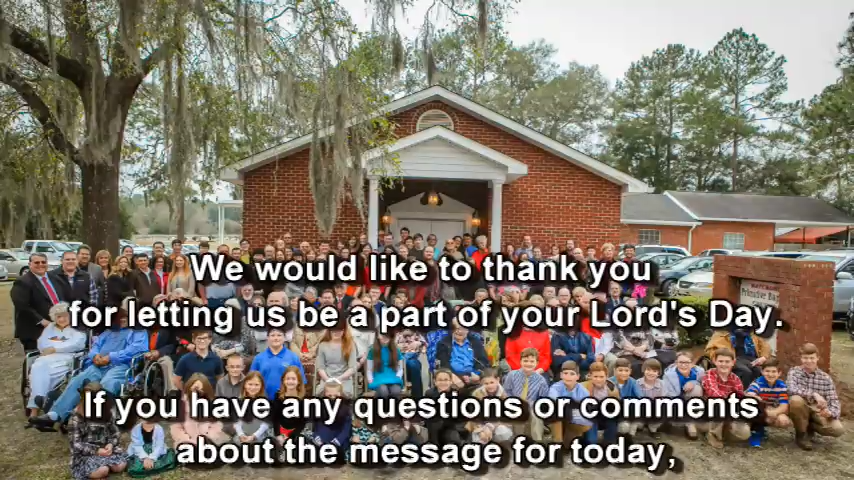 Primitive
We would like to thank you
for letting us be a part of your Lord's Day.
If you have any questions or comments
about the message for today,